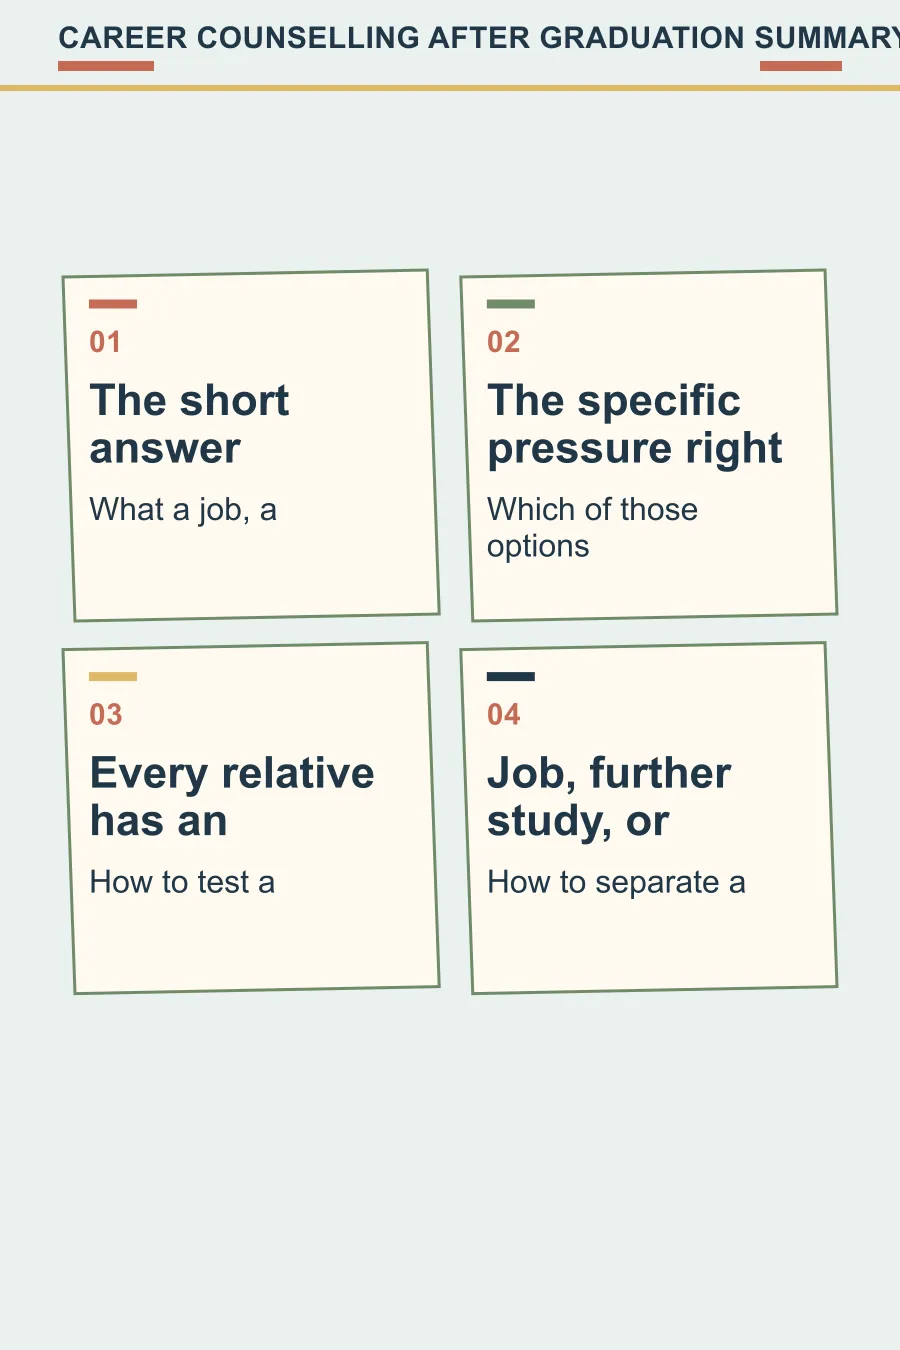 CAREER COUNSELLING AFTER GRADUATION SUMMARY
01
The short
answer
What a job, a
02
The specific
pressure right
Which of those
options
03
Every relative
has an
How to test a
04
Job, further
study, or
How to separate a